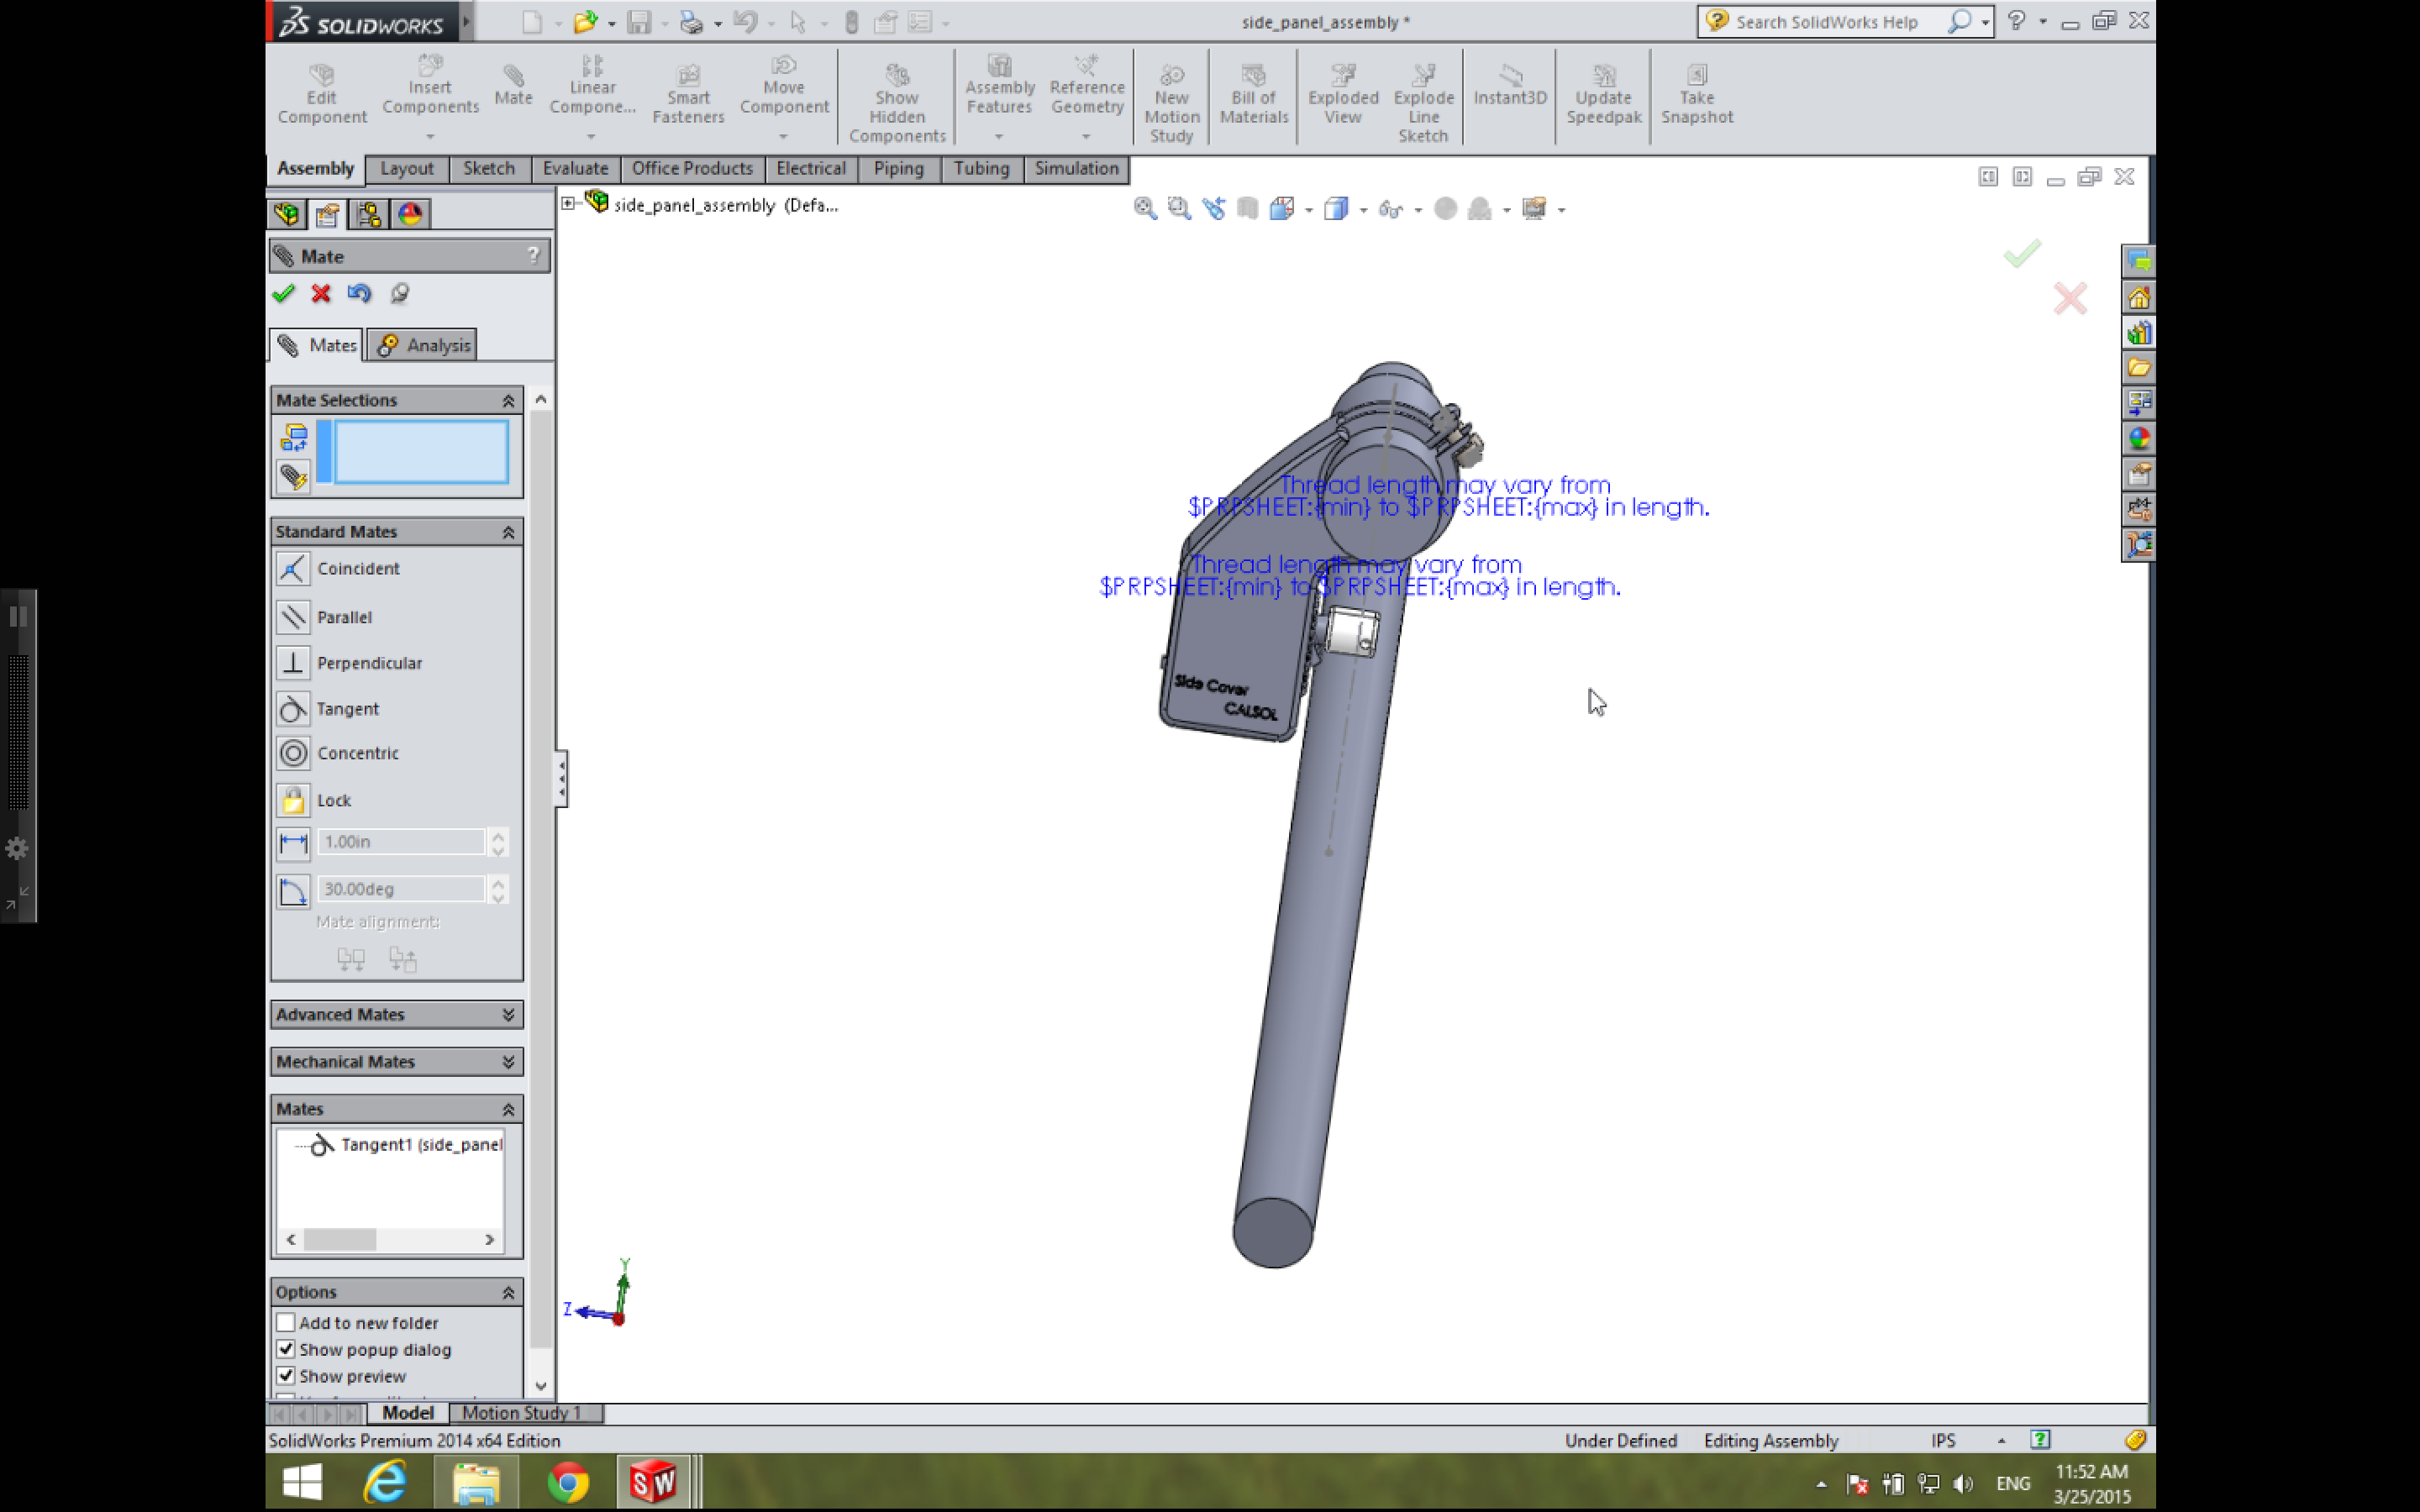 SOLIDWORKS
side_panel_assembly *
Search SolidWorks Help
Edit Component
Insert Components
Mate
Linear Compone...
Smart Fasteners
Move Component
Show Hidden Components
Assembly Features
Reference Geometry
New Motion Study
Bill of Materials
Exploded View
Explode Line Sketch
Instant3D
Update Speedpak
Take Snapshot
Assembly
Layout
Sketch
Evaluate
Office Products
Electrical
Piping
Tubing
Simulation
side_panel_assembly (Defa...
Mate
?
Mates
Analysis
Mate Selections
Standard Mates
Coincident
Parallel
Perpendicular
Tangent
Concentric
Lock
1.00in
30.00deg
Mate alignment:
Advanced Mates
Mechanical Mates
Mates
Tangent1 (side_panel
Options
Add to new folder
Show popup dialog
Show preview
Thread length may vary from
$PRPSHEET:{min} to $PRPSHEET:{max} in length.
Thread length may vary from
$PRPSHEET:{min} to $PRPSHEET:{max} in length.
Side Cover
CALSOL
Y
Z
Model
Motion Study 1
SolidWorks Premium 2014 x64 Edition
Under Defined
Editing Assembly
IPS
SW
ENG
11:52 AM
3/25/2015